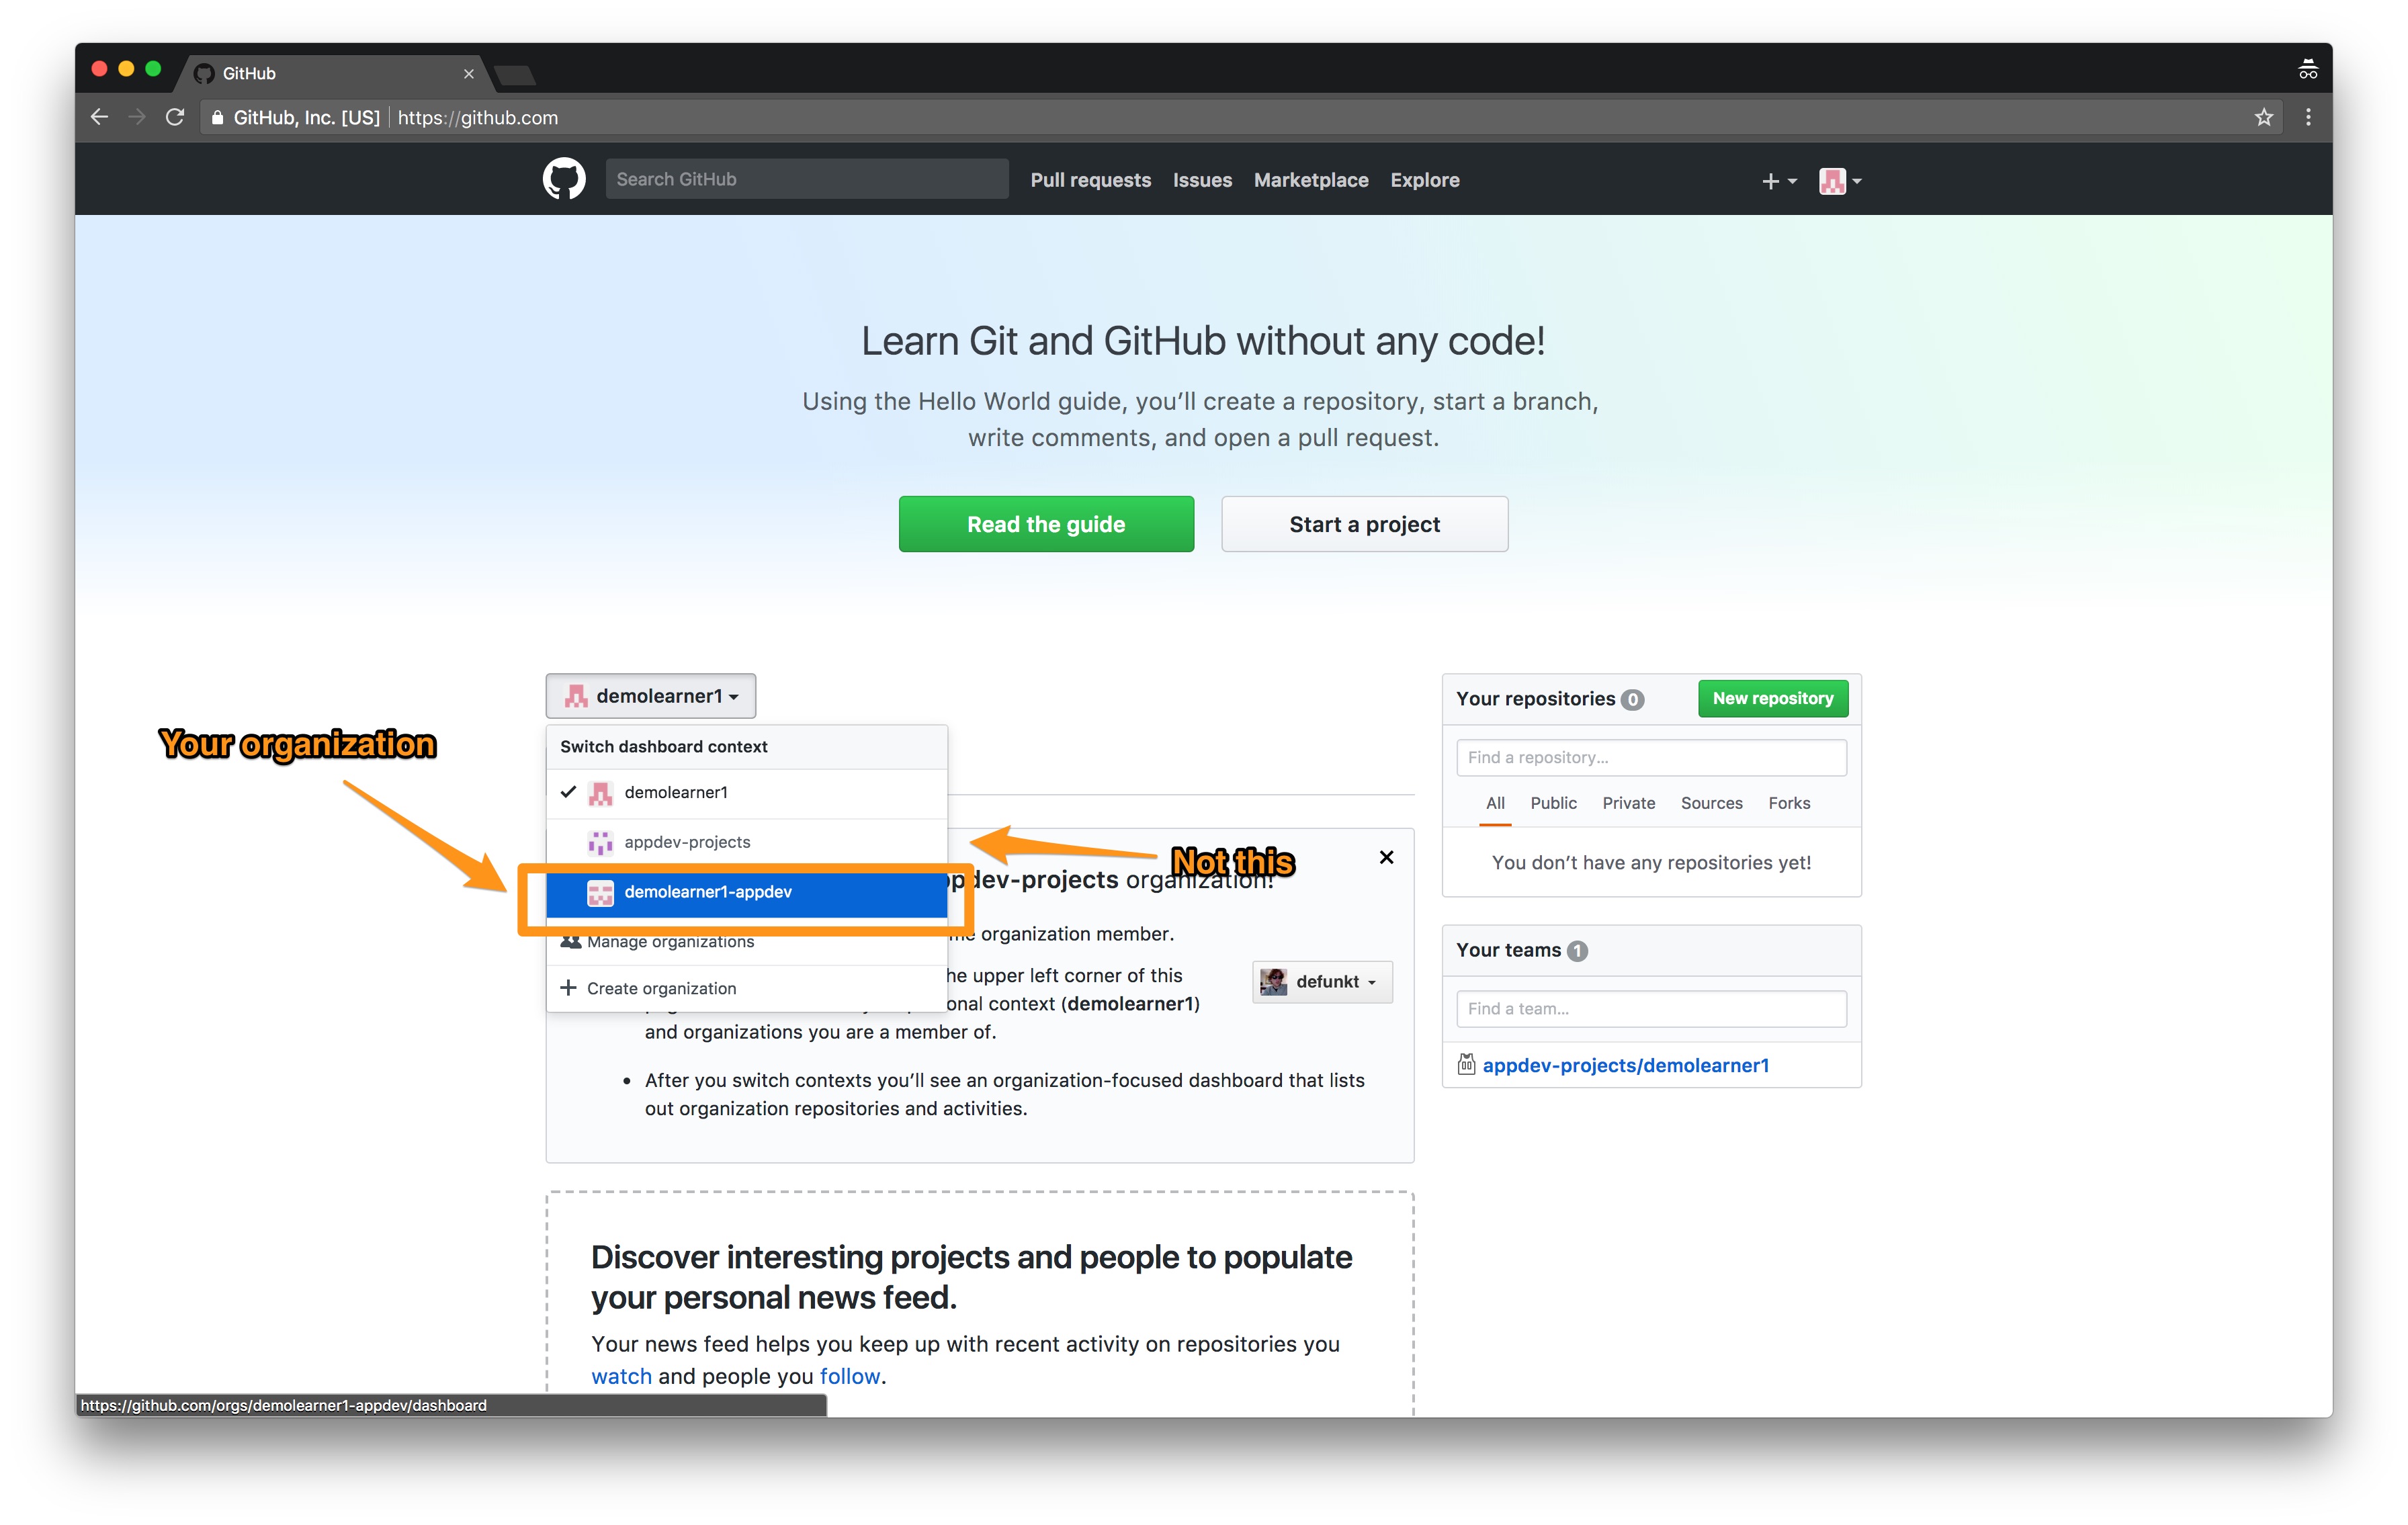 GitHub
GitHub, Inc. [US] https://github.com
Search GitHub
Pull requests Issues Marketplace Explore
Learn Git and GitHub without any code!
Using the Hello World guide, you’ll create a repository, start a branch,
write comments, and open a pull request.
Read the guide
Start a project
demolearner1
Switch dashboard context
demolearner1
appdev-projects
demolearner1-appdev
Manage organizations
Create organization
Your organization
Not this
dev-projects organization!
organization member.
upper left corner of this
context (demolearner1)
and organizations you are a member of.
defunkt
• After you switch contexts you’ll see an organization-focused dashboard that lists
out organization repositories and activities.
Discover interesting projects and people to populate
your personal news feed.
Your news feed helps you keep up with recent activity on repositories you
watch and people you follow.
Your repositories 0
New repository
Find a repository...
All Public Private Sources Forks
You don’t have any repositories yet!
Your teams 1
Find a team...
appdev-projects/demolearner1
https://github.com/orgs/demolearner1-appdev/dashboard